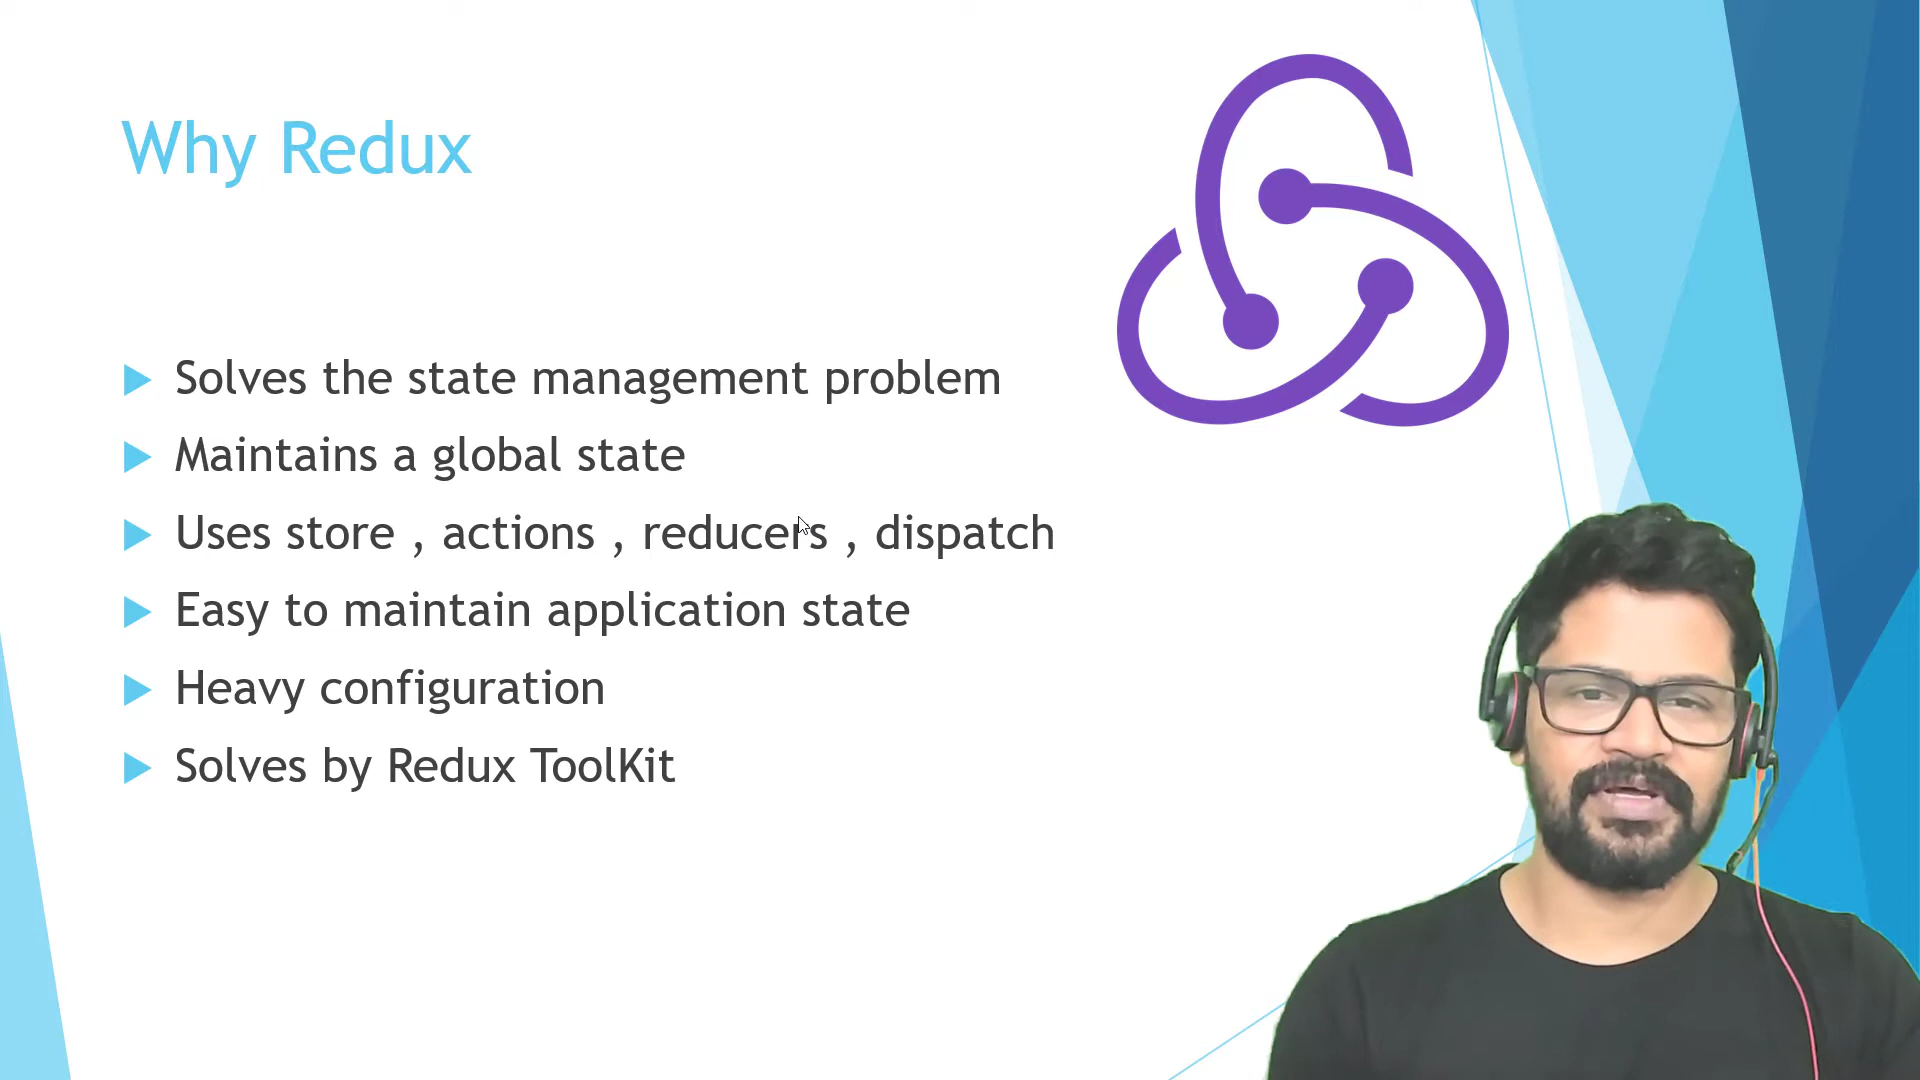 Why Redux
Solves the state management problem
Maintains a global state
Uses store , actions , reducers , dispatch
Easy to maintain application state
Heavy configuration
Solves by Redux ToolKit